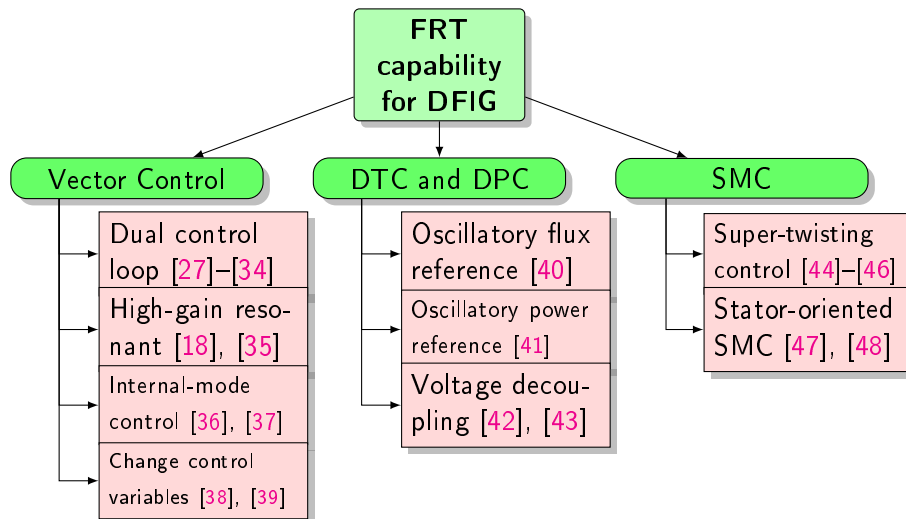 FRT
capability
for DFIG
Vector Control
Dual control
loop [27]–[34]
High-gain reso-
nant [18], [35]
Internal-mode
control [36], [37]
Change control
variables [38], [39]
DTC and DPC
Oscillatory flux
reference [40]
Oscillatory power
reference [41]
Voltage decou-
pling [42], [43]
SMC
Super-twisting
control [44]–[46]
Stator-oriented
SMC [47], [48]